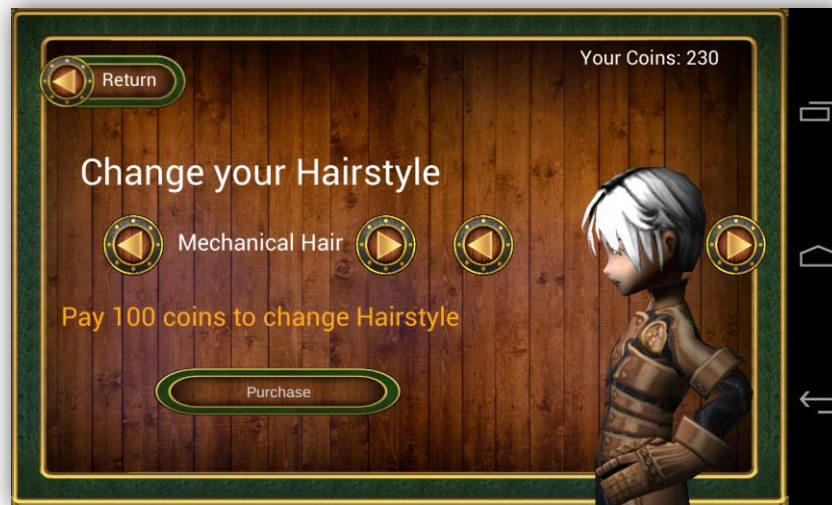 Your Coins: 230
Return
Change your Hairstyle
Mechanical Hair
Pay 100 coins to change Hairstyle
Purchase